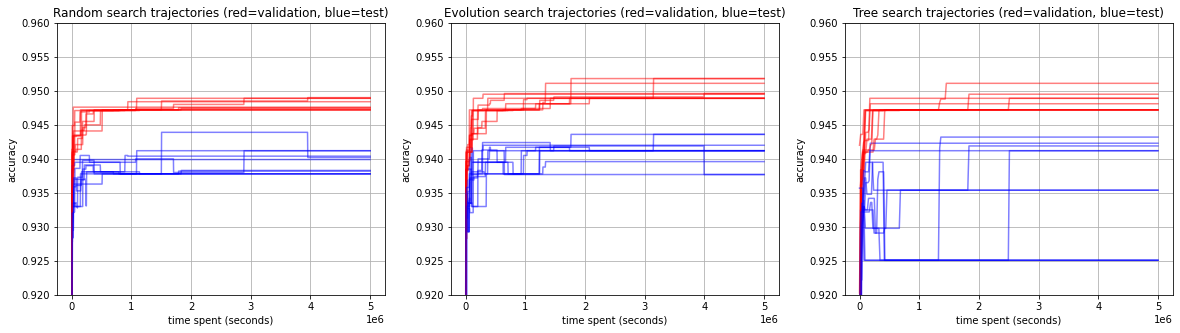 Random search trajectories (red=validation, blue=test)
0.960
0.955
0.950
0.945
0.940
0.935
0.930
0.925
0.920
accuracy
0 1 2 3 4 5
1e6
time spent (seconds)
Evolution search trajectories (red=validation, blue=test)
0.960
0.955
0.950
0.945
0.940
0.935
0.930
0.925
0.920
accuracy
0 1 2 3 4 5
1e6
time spent (seconds)
Tree search trajectories (red=validation, blue=test)
0.960
0.955
0.950
0.945
0.940
0.935
0.930
0.925
0.920
accuracy
0 1 2 3 4 5
1e6
time spent (seconds)